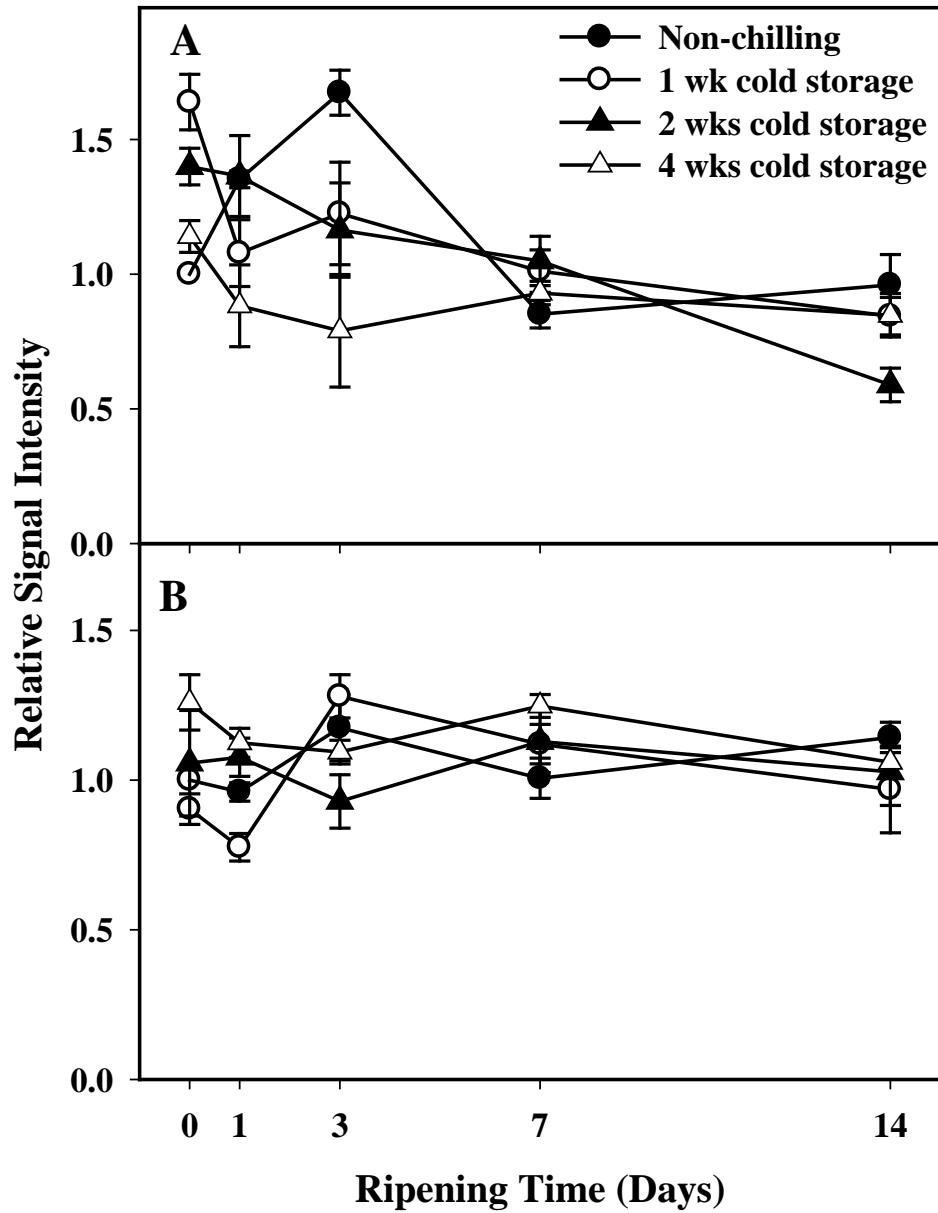 A
Non-chilling
1 wk cold storage
2 wks cold storage
4 wks cold storage
1.5
1.0
0.5
0.0
B
1.5
1.0
0.5
0.0
0 1 3 7 14
Ripening Time (Days)
Relative Signal Intensity